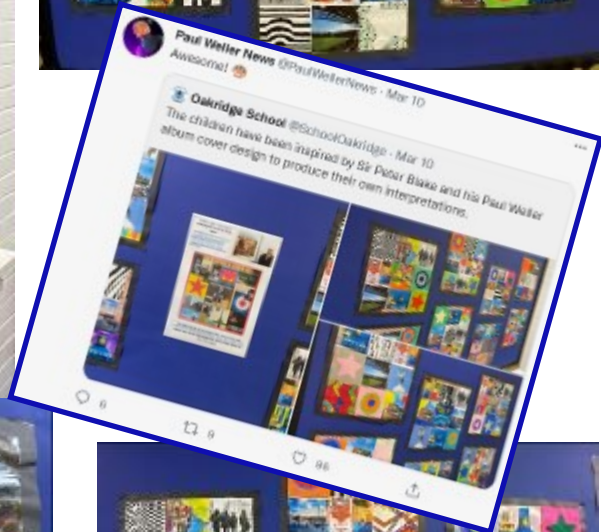 Paul Weller News @PaulWellerNews · Mar 10
Awesome!
Oakridge School @SchoolOakridge · Mar 10
The children have been inspired by Sir Peter Blake and his Paul Weller
album cover design to produce their own interpretations.